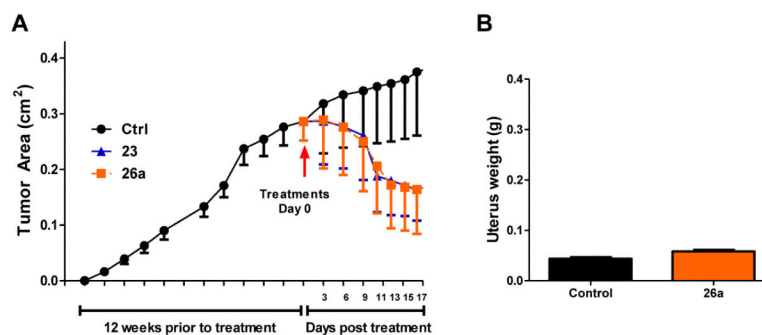 A
Tumor Area (cm2)
0.4
0.3
0.2
0.1
0.0
Ctrl
23
26a
Treatments
Day 0
3 6 9 11 13 15 17
12 weeks prior to treatment
Days post treatment
B
Uterus weight (g)
0.4
0.3
0.2
0.1
0.0
Control
26a